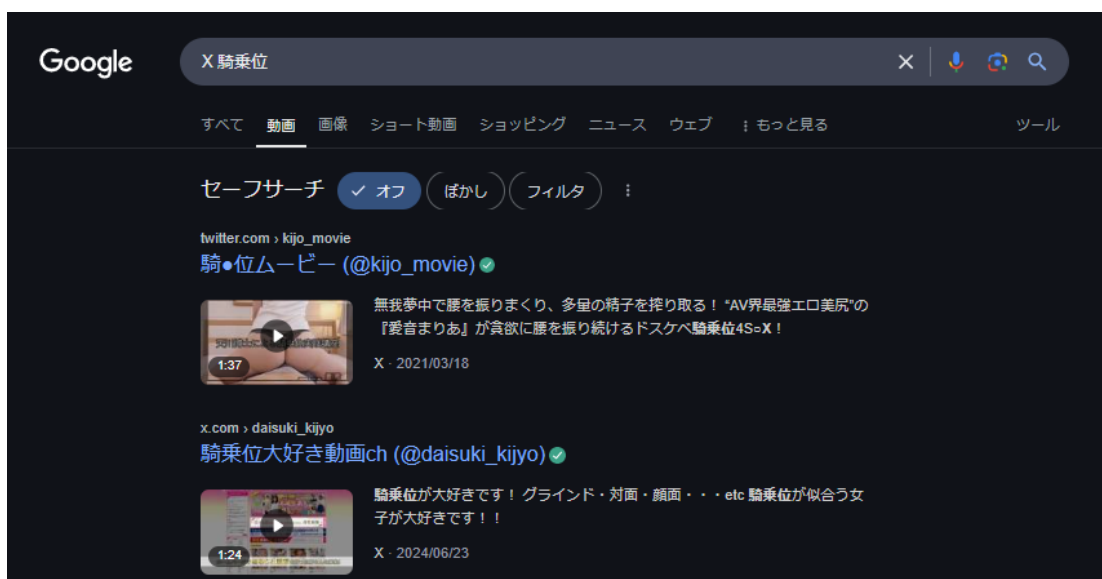 Google
X 騎乗位
すべて 動画 画像 ショート動画 ショッピング ニュース ウェブ もっと見る ツール
セーフサーチ オフ ぼかし フィルタ
twitter.com › kijo_movie
騎●位ムービー (@kijo_movie)
無我夢中で腰を振りまくり、多量の精子を搾り取る！ “AV界最強エロ美尻”の
『愛音まりあ』が貪欲に腰を振り続けるドスケベ騎乗位4S○X！
1:37
X · 2021/03/18
x.com › daisuki_kijyo
騎乗位大好き動画ch (@daisuki_kijyo)
騎乗位が大好きです！ グラインド・対面・顔面・・・etc 騎乗位が似合う女
子が大好きです！！
1:24
X · 2024/06/23